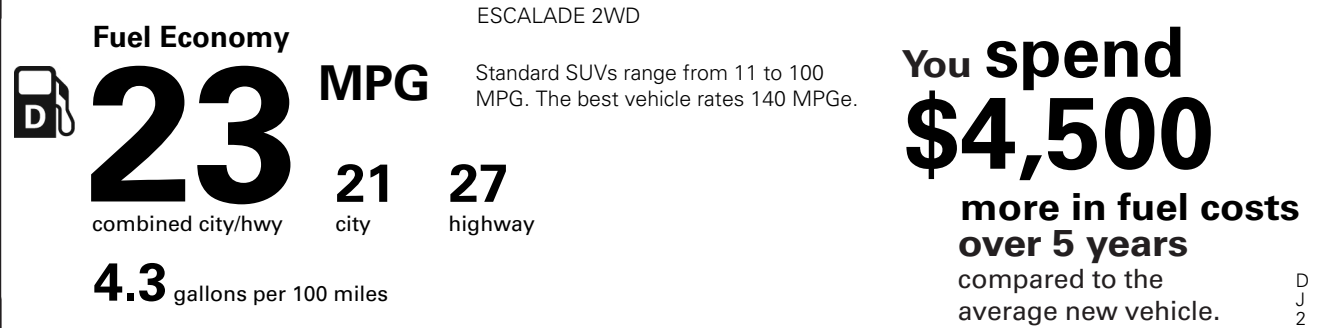 ESCALADE 2WD
Fuel Economy
D
23 MPG
Standard SUVs range from 11 to 100
MPG. The best vehicle rates 140 MPGe.
21
27
combined city/hwy
city
highway
4.3 gallons per 100 miles
You spend
$4,500
more in fuel costs
over 5 years
compared to the
average new vehicle.
D
J
2